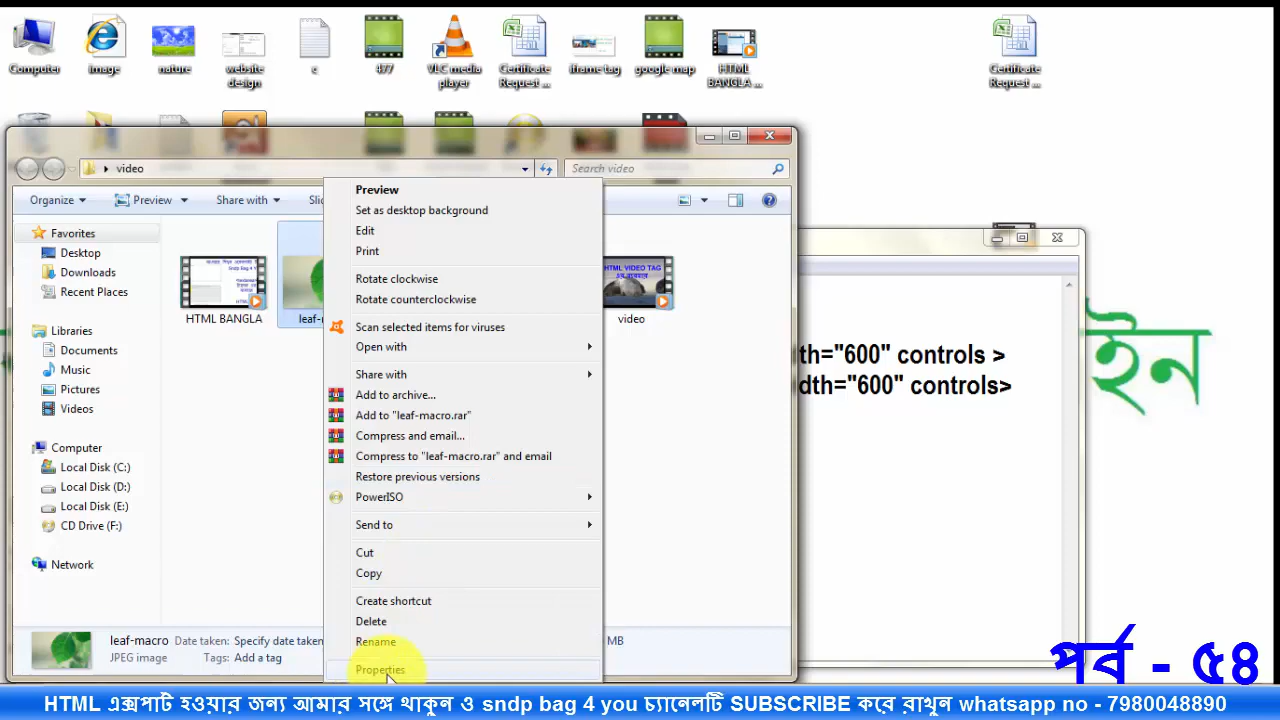 Computer
image
nature
website design
c
477
VLC media player
Certificate Request ...
iframe tag
google map
HTML BANGLA ...
Certificate Request ...
video
Search video
Organize
Preview
Share with
Favorites
Desktop
Downloads
Recent Places
Libraries
Documents
Music
Pictures
Videos
Computer
Local Disk (C:)
Local Disk (D:)
Local Disk (E:)
CD Drive (F:)
Network
HTML BANGLA
HTML VIDEO TAG
video
Preview
Set as desktop background
Edit
Print
Rotate clockwise
Rotate counterclockwise
Scan selected items for viruses
Open with
Share with
Add to archive...
Add to "leaf-macro.rar"
Compress and email...
Compress to "leaf-macro.rar" and email
Restore previous versions
PowerISO
Send to
Cut
Copy
Create shortcut
Delete
Rename
Properties
th="600" controls >
dth="600" controls>
leaf-macro Date taken: Specify date taken
JPEG image Tags: Add a tag
MB
পর্ব - ৫৪
HTML এক্সপার্ট হওয়ার জন্য আমার সঙ্গে থাকুন ও sndp bag 4 you চ্যানেলটি SUBSCRIBE করে রাখুন whatsapp no - 7980048890